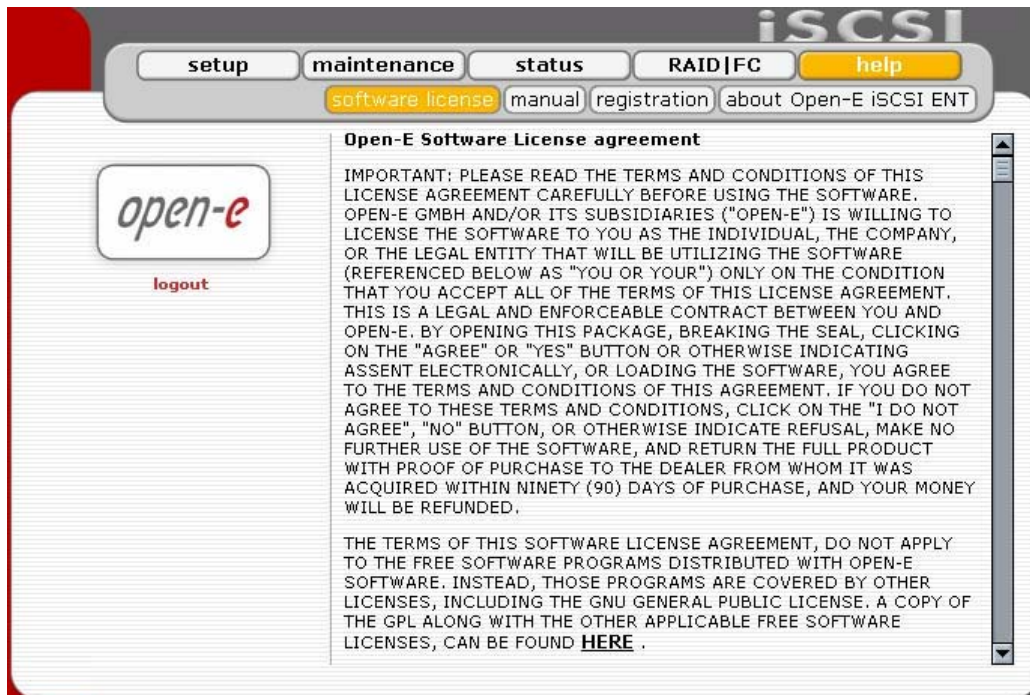 iSCSI
setup maintenance status RAID|FC help
software license manual registration about Open-E iSCSI ENT
open-e
logout
Open-E Software License agreement
IMPORTANT: PLEASE READ THE TERMS AND CONDITIONS OF THIS
LICENSE AGREEMENT CAREFULLY BEFORE USING THE SOFTWARE.
OPEN-E GMBH AND/OR ITS SUBSIDIARIES ("OPEN-E") IS WILLING TO
LICENSE THE SOFTWARE TO YOU AS THE INDIVIDUAL, THE COMPANY,
OR THE LEGAL ENTITY THAT WILL BE UTILIZING THE SOFTWARE
(REFERENCED BELOW AS "YOU OR YOUR") ONLY ON THE CONDITION
THAT YOU ACCEPT ALL OF THE TERMS OF THIS LICENSE AGREEMENT.
THIS IS A LEGAL AND ENFORCEABLE CONTRACT BETWEEN YOU AND
OPEN-E. BY OPENING THIS PACKAGE, BREAKING THE SEAL, CLICKING
ON THE "AGREE" OR "YES" BUTTON OR OTHERWISE INDICATING
ASSENT ELECTRONICALLY, OR LOADING THE SOFTWARE, YOU AGREE
TO THE TERMS AND CONDITIONS OF THIS AGREEMENT. IF YOU DO NOT
AGREE TO THESE TERMS AND CONDITIONS, CLICK ON THE "I DO NOT
AGREE", "NO" BUTTON, OR OTHERWISE INDICATE REFUSAL, MAKE NO
FURTHER USE OF THE SOFTWARE, AND RETURN THE FULL PRODUCT
WITH PROOF OF PURCHASE TO THE DEALER FROM WHOM IT WAS
ACQUIRED WITHIN NINETY (90) DAYS OF PURCHASE, AND YOUR MONEY
WILL BE REFUNDED.
THE TERMS OF THIS SOFTWARE LICENSE AGREEMENT, DO NOT APPLY
TO THE FREE SOFTWARE PROGRAMS DISTRIBUTED WITH OPEN-E
SOFTWARE. INSTEAD, THOSE PROGRAMS ARE COVERED BY OTHER
LICENSES, INCLUDING THE GNU GENERAL PUBLIC LICENSE. A COPY OF
THE GPL ALONG WITH THE OTHER APPLICABLE FREE SOFTWARE
LICENSES, CAN BE FOUND HERE .